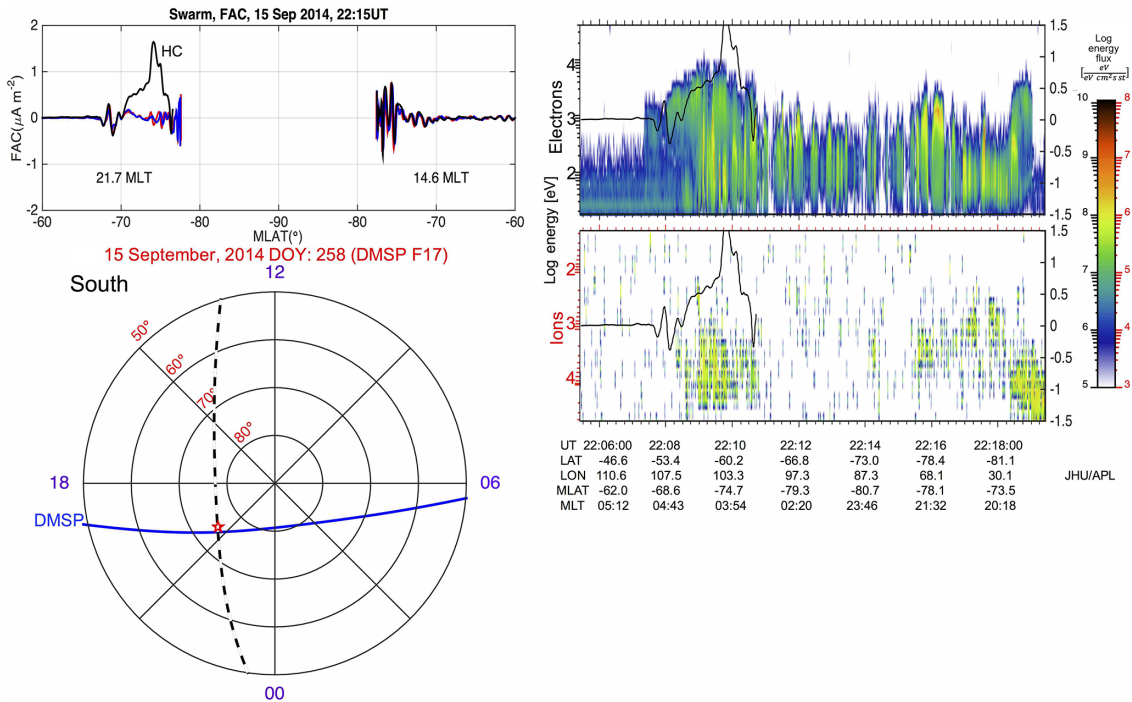 Swarm, FAC, 15 Sep 2014, 22:15UT
2
1
0
-1
-2
FAC(μA m⁻²)
HC
21.7 MLT
14.6 MLT
-60
-70
-80
-90
-80
-70
-60
MLAT(°)
15 September, 2014 DOY: 258 (DMSP F17)
South
12
50°
60°
70°
80°
18
06
DMSP
00
Electrons
4
3
2
1.5
1
0.5
0
-0.5
-1
-1.5
Log energy [eV]
Ions
2
3
4
1.5
1
0.5
0
-0.5
-1
-1.5
Log
energy
flux
eV
eV cm² s st
10 8
9 7
8 6
7 5
6 4
5 3
UT 22:06:00 22:08 22:10 22:12 22:14 22:16 22:18:00
LAT -46.6 -53.4 -60.2 -66.8 -73.0 -78.4 -81.1
LON 110.6 107.5 103.3 97.3 87.3 68.1 30.1 JHU/APL
MLAT -62.0 -68.6 -74.7 -79.3 -80.7 -78.1 -73.5
MLT 05:12 04:43 03:54 02:20 23:46 21:32 20:18